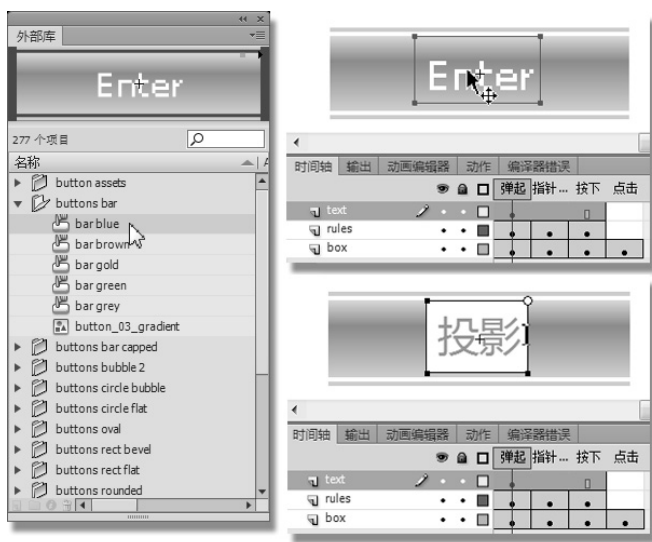 外部库
Enter
277 个项目
名称
button assets
buttons bar
bar blue
bar brown
bar gold
bar green
bar grey
button_03_gradient
buttons bar capped
buttons bubble 2
buttons circle bubble
buttons circle flat
buttons oval
buttons rect bevel
buttons rect flat
buttons rounded
Enter
时间轴 输出 动画编辑器 动作 编译器错误
弹起 指针... 按下 点击
text
rules
box
投影
时间轴 输出 动画编辑器 动作 编译器错误
弹起 指针... 按下 点击
text
rules
box